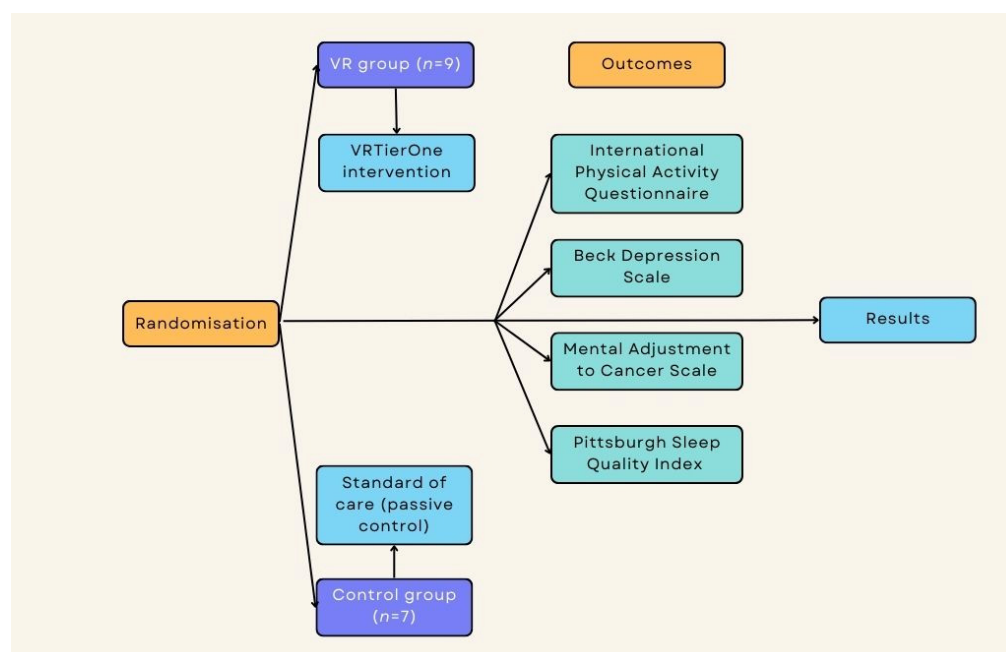 VR group (n=9)
Outcomes
VRTierOne
intervention
International
Physical Activity
Questionnaire
Beck Depression
Scale
Randomisation
Results
Mental Adjustment
to Cancer Scale
Pittsburgh Sleep
Quality Index
Standard of
care (passive
control)
Control group
(n=7)